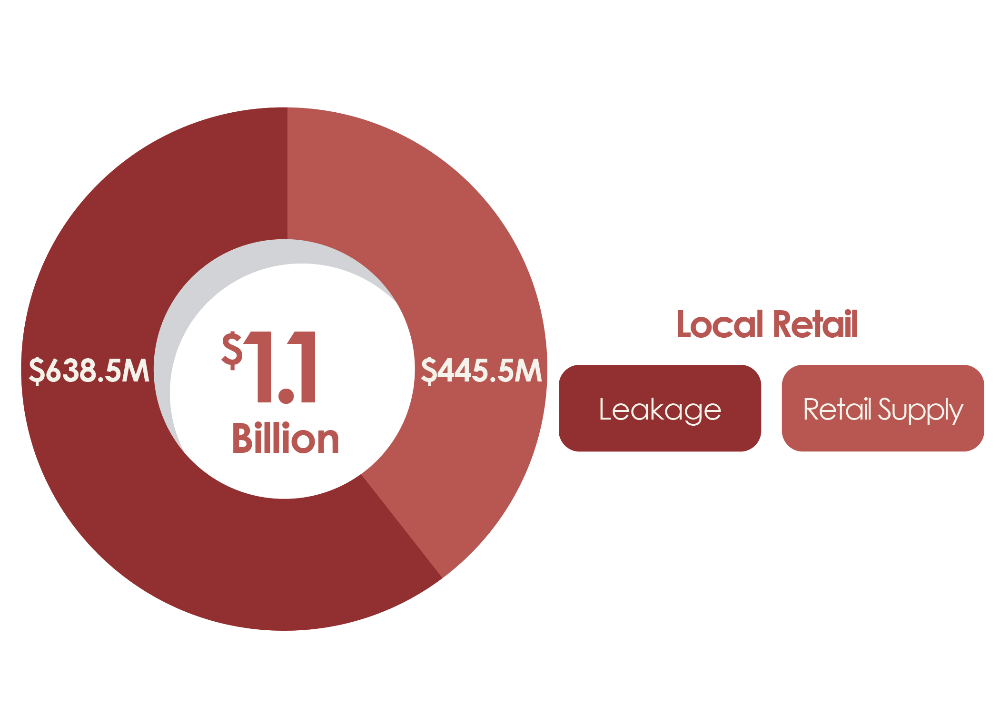 $638.5M
$1.1
Billion
$445.5M
Local Retail
Leakage
Retail Supply